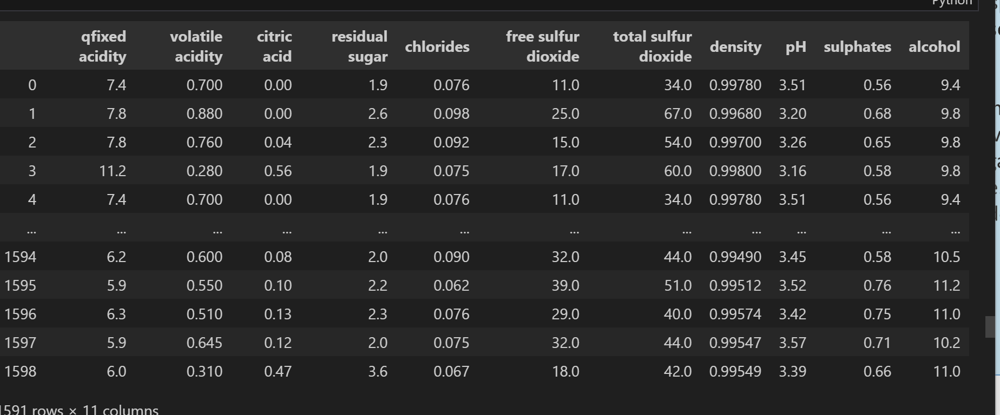 Python
qfixed acidity volatile acidity citric acid residual sugar chlorides free sulfur dioxide total sulfur dioxide density pH sulphates alcohol
0 7.4 0.700 0.00 1.9 0.076 11.0 34.0 0.99780 3.51 0.56 9.4
1 7.8 0.880 0.00 2.6 0.098 25.0 67.0 0.99680 3.20 0.68 9.8
2 7.8 0.760 0.04 2.3 0.092 15.0 54.0 0.99700 3.26 0.65 9.8
3 11.2 0.280 0.56 1.9 0.075 17.0 60.0 0.99800 3.16 0.58 9.8
4 7.4 0.700 0.00 1.9 0.076 11.0 34.0 0.99780 3.51 0.56 9.4
... ... ... ... ... ... ... ... ... ... ... ...
1594 6.2 0.600 0.08 2.0 0.090 32.0 44.0 0.99490 3.45 0.58 10.5
1595 5.9 0.550 0.10 2.2 0.062 39.0 51.0 0.99512 3.52 0.76 11.2
1596 6.3 0.510 0.13 2.3 0.076 29.0 40.0 0.99574 3.42 0.75 11.0
1597 5.9 0.645 0.12 2.0 0.075 32.0 44.0 0.99547 3.57 0.71 10.2
1598 6.0 0.310 0.47 3.6 0.067 18.0 42.0 0.99549 3.39 0.66 11.0
1591 rows × 11 columns